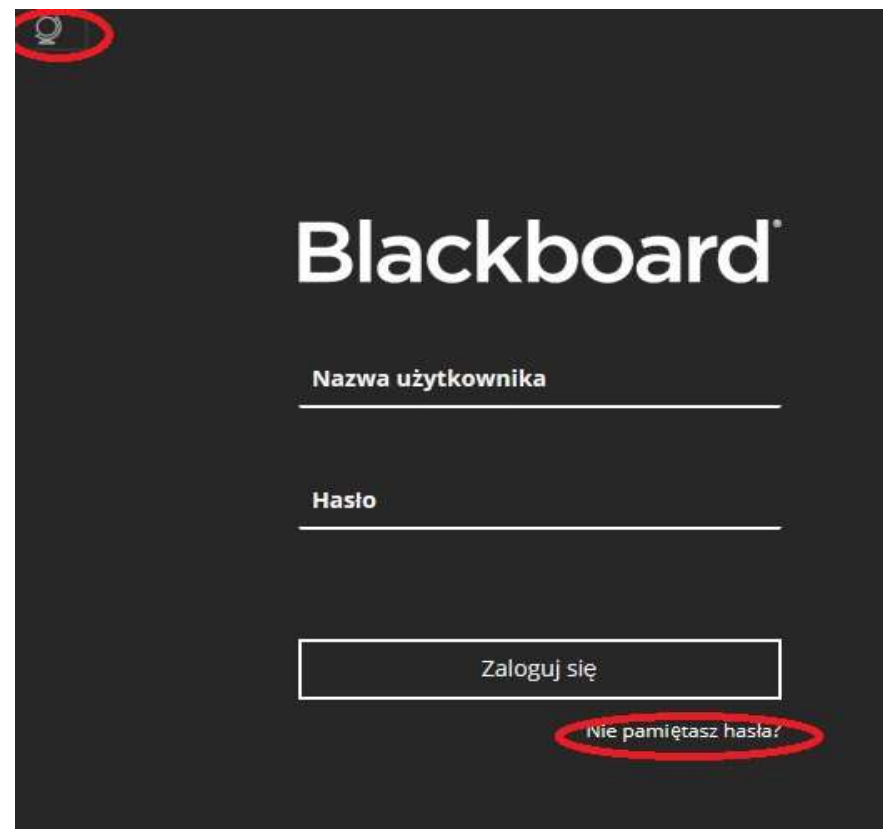 Blackboard
Nazwa użytkownika
Hasło
Zaloguj się
Nie pamiętasz hasła?